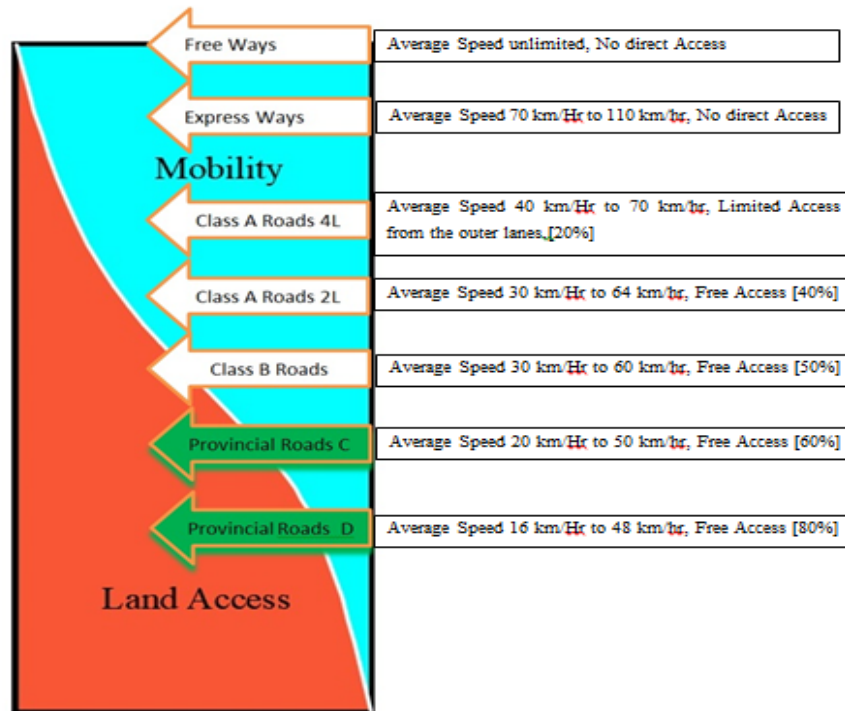 Free Ways
Average Speed unlimited, No direct Access
Express Ways
Average Speed 70 km/Hr to 110 km/hr, No direct Access
Mobility
Class A Roads 4L
Average Speed 40 km/Hr to 70 km/hr, Limited Access
from the outer lanes,[20%]
Class A Roads 2L
Average Speed 30 km/Hr to 64 km/hr, Free Access [40%]
Class B Roads
Average Speed 30 km/Hr to 60 km/hr, Free Access [50%]
Provincial Roads C
Average Speed 20 km/Hr to 50 km/hr, Free Access [60%]
Provincial Roads D
Average Speed 16 km/Hr to 48 km/hr, Free Access [80%]
Land Access